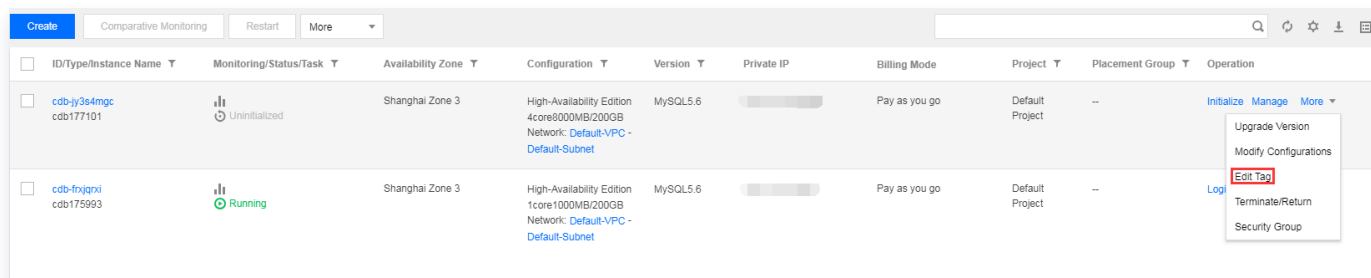 Create Comparative Monitoring Restart More
ID/Type/Instance Name Monitoring/Status/Task Availability Zone Configuration Version Private IP Billing Mode Project Placement Group Operation
cdb-jy3s4mgc Shanghai Zone 3 High-Availability Edition MySQL5.6 Pay as you go Default -- Initialize Manage More
cdb177101 Uninitialized 4core8000MB/200GB Project
Network: Default-VPC - Upgrade Version
Default-Subnet Modify Configurations
Edit Tag
cdb-frxjqrxi Shanghai Zone 3 High-Availability Edition MySQL5.6 Pay as you go Default -- Logi
cdb175993 Running 1core1000MB/200GB Project Terminate/Return
Network: Default-VPC - Security Group
Default-Subnet